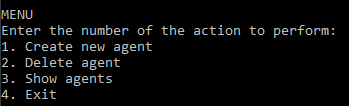 MENU
Enter the number of the action to perform:
1. Create new agent
2. Delete agent
3. Show agents
4. Exit